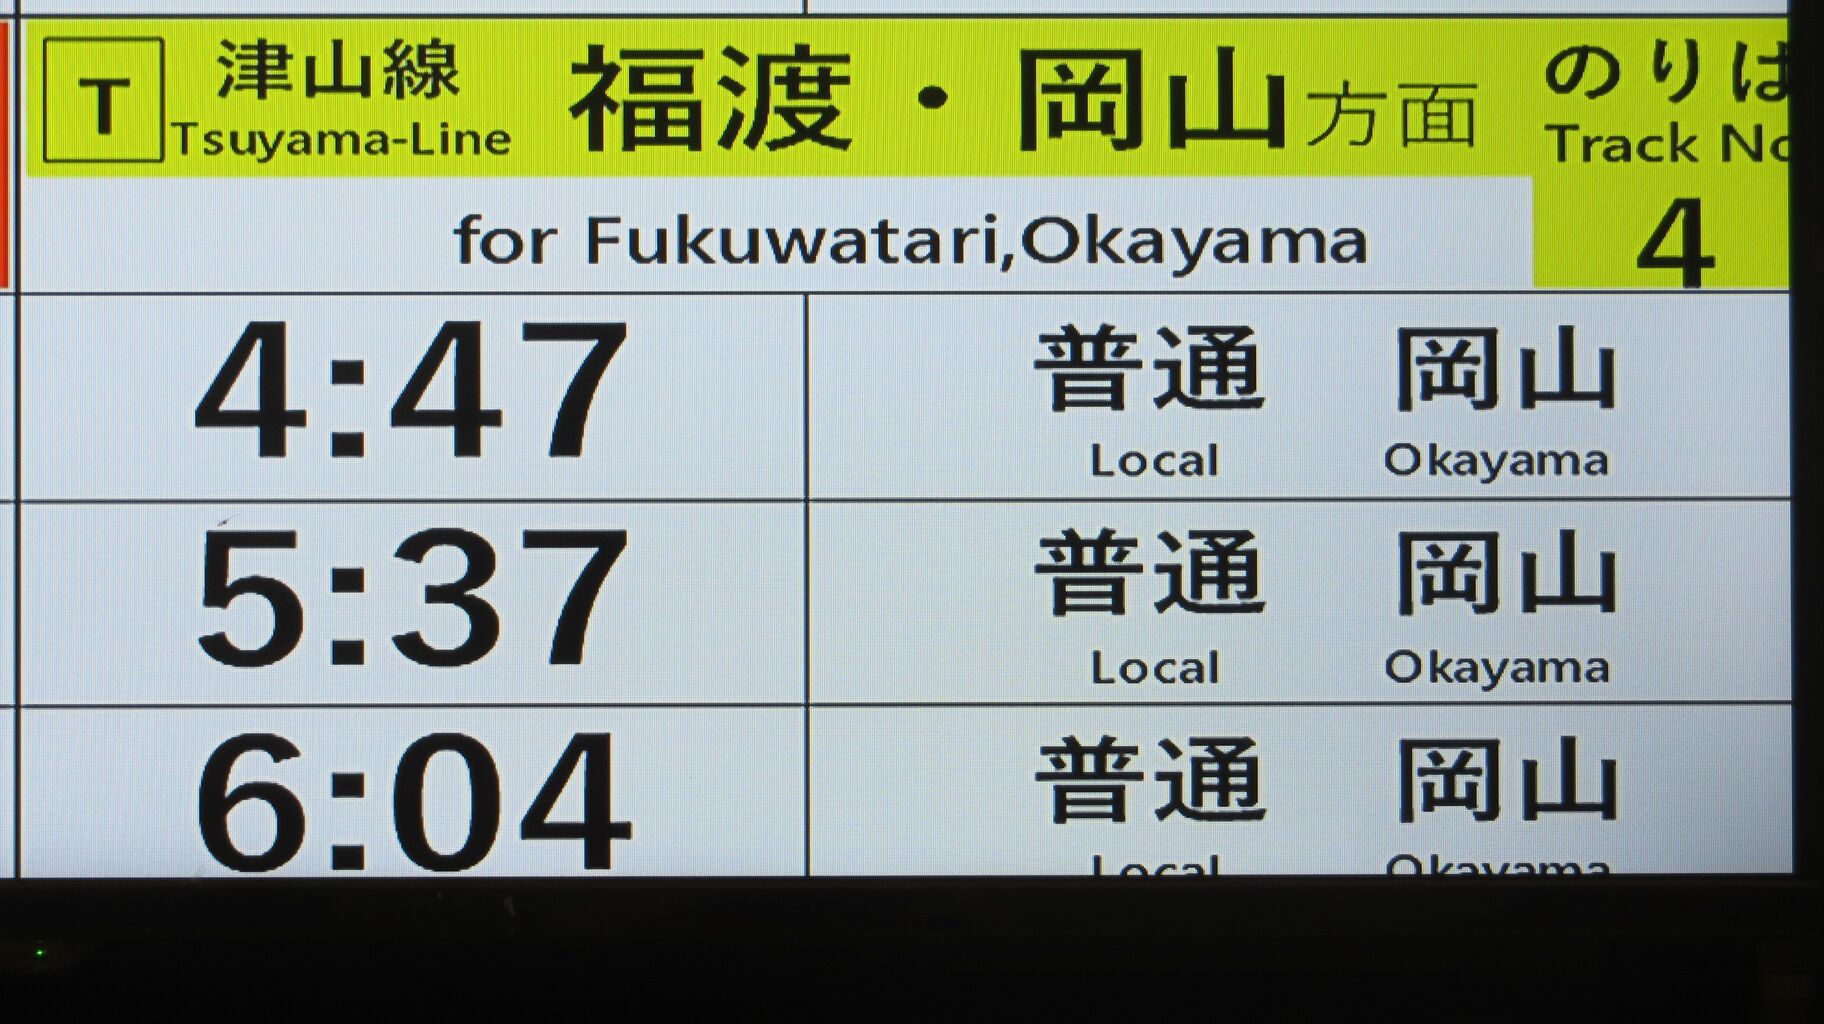 T 津山線 福渡・岡山方面 のりば
Tsuyama-Line Track No
for Fukuwatari,Okayama 4
4:47 普通 岡山
Local Okayama
5:37 普通 岡山
Local Okayama
6:04 普通 岡山
Local Okayama